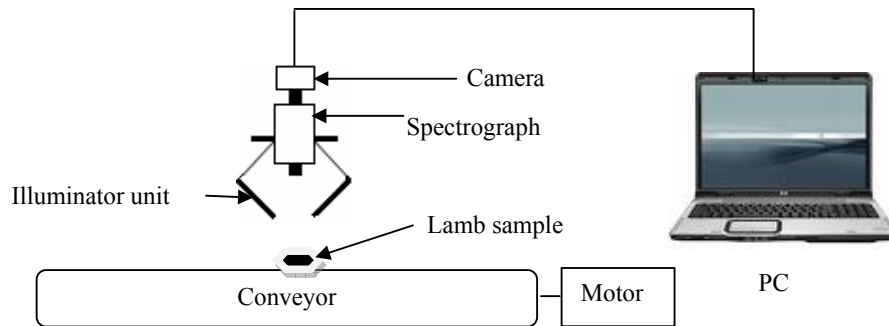 Camera
Spectrograph
Illuminator unit
Lamb sample
Conveyor
Motor
PC